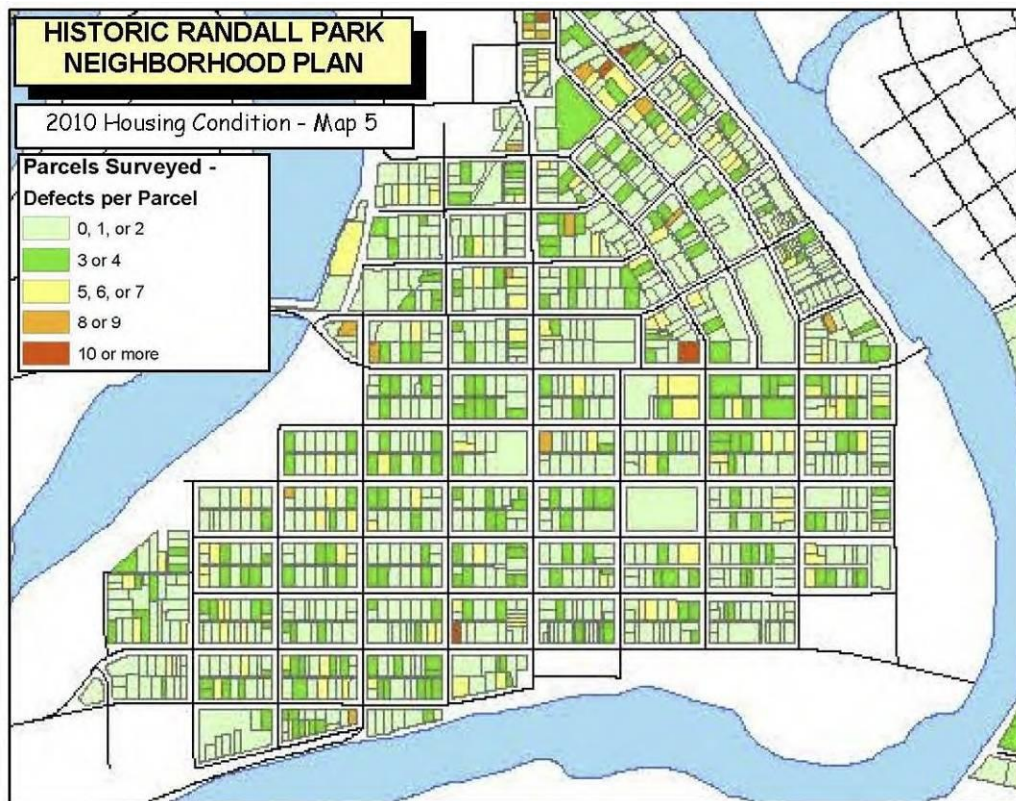 HISTORIC RANDALL PARK
NEIGHBORHOOD PLAN
2010 Housing Condition - Map 5
Parcels Surveyed -
Defects per Parcel
0, 1, or 2
3 or 4
5, 6, or 7
8 or 9
10 or more